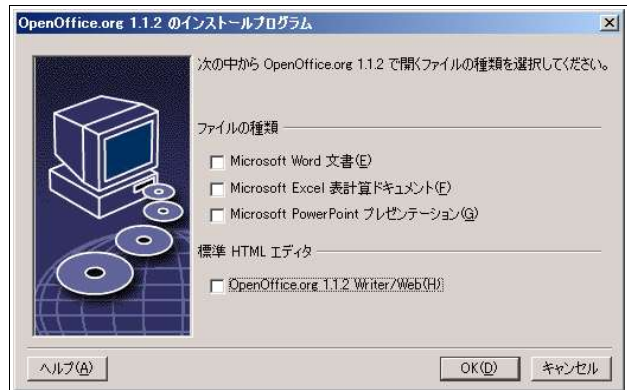 OpenOffice.org 1.1.2 のインストールプログラム
次の中から OpenOffice.org 1.1.2 で開くファイルの種類を選択してください。
ファイルの種類
Microsoft Word 文書(E)
Microsoft Excel 表計算ドキュメント(F)
Microsoft PowerPoint プレゼンテーション(G)
標準 HTML エディタ
OpenOffice.org 1.1.2 Writer/Web(H)
ヘルプ(A)
OK(D)
キャンセル